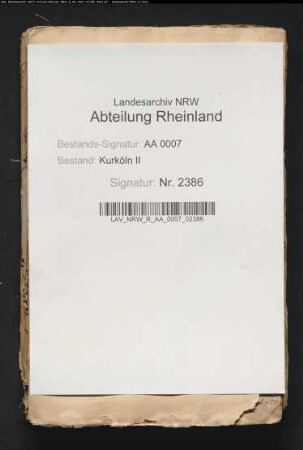 Landesarchiv NRW
Abteilung Rheinland
Bestands-Signatur: AA 0007
Bestand: Kurköln II
Signatur: Nr. 2386
LAV_NRW_R_AA_0007_02386